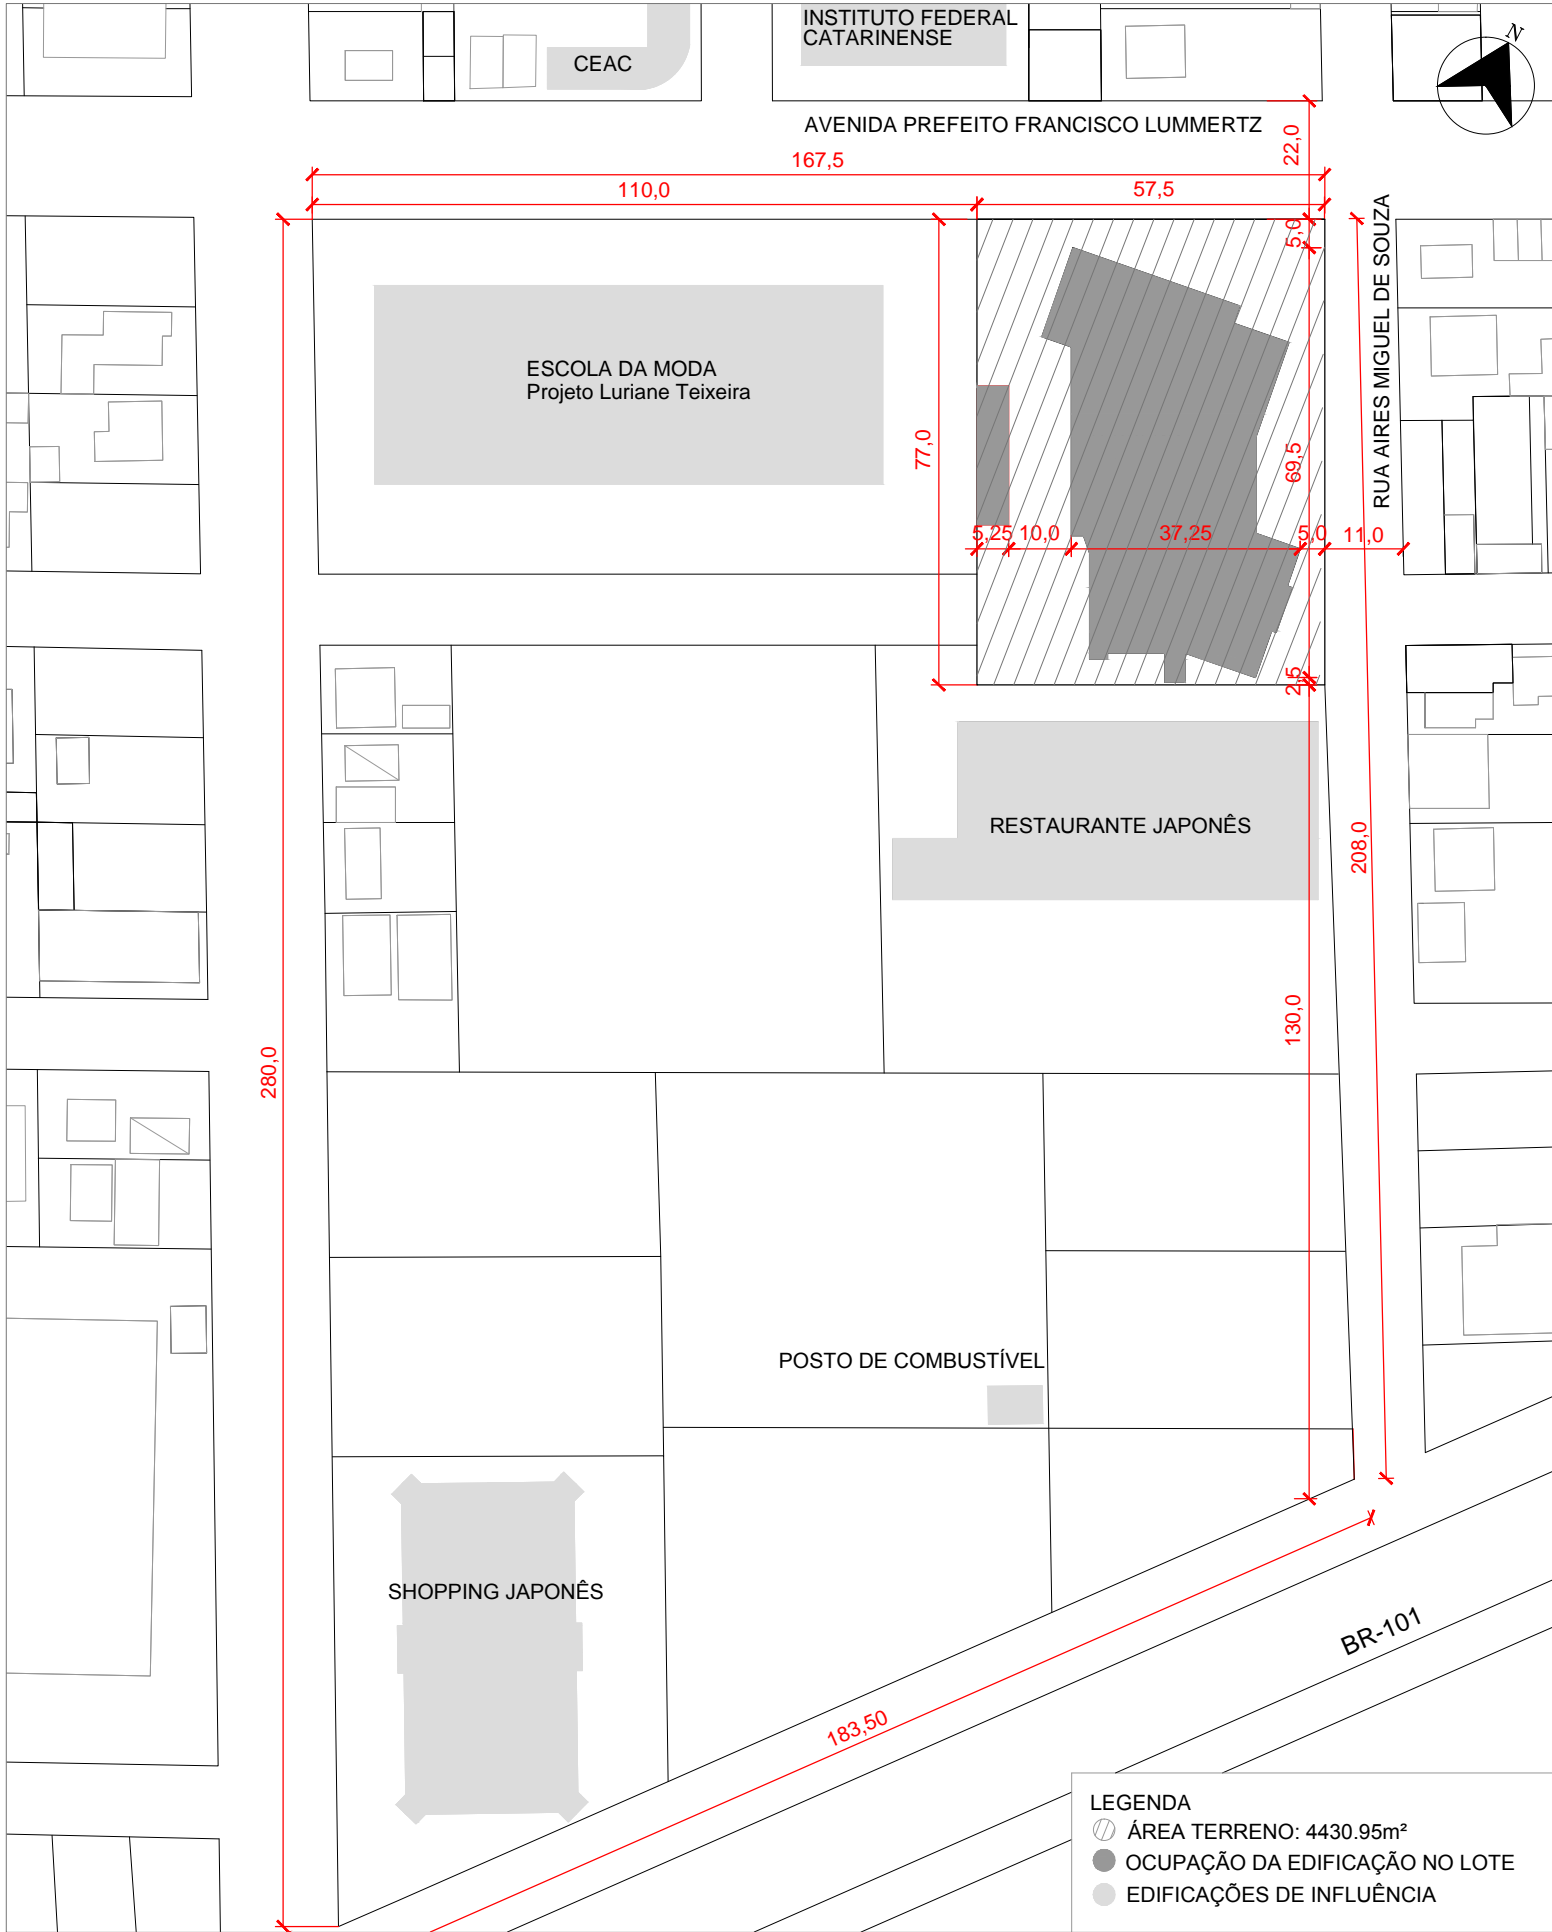 INSTITUTO FEDERAL
CATARINENSE
CEAC
N
AVENIDA PREFEITO FRANCISCO LUMMERTZ
22,0
167,5
110,0
57,5
5,0
RUA AIRES MIGUEL DE SOUZA
ESCOLA DA MODA
Projeto Luriane Teixeira
77,0
69,5
5,25
10,0
37,25
5,0
11,0
2,5
RESTAURANTE JAPONÊS
208,0
130,0
280,0
POSTO DE COMBUSTÍVEL
SHOPPING JAPONÊS
BR-101
183,50
LEGENDA
ÁREA TERRENO: 4430.95m²
OCUPAÇÃO DA EDIFICAÇÃO NO LOTE
EDIFICAÇÕES DE INFLUÊNCIA